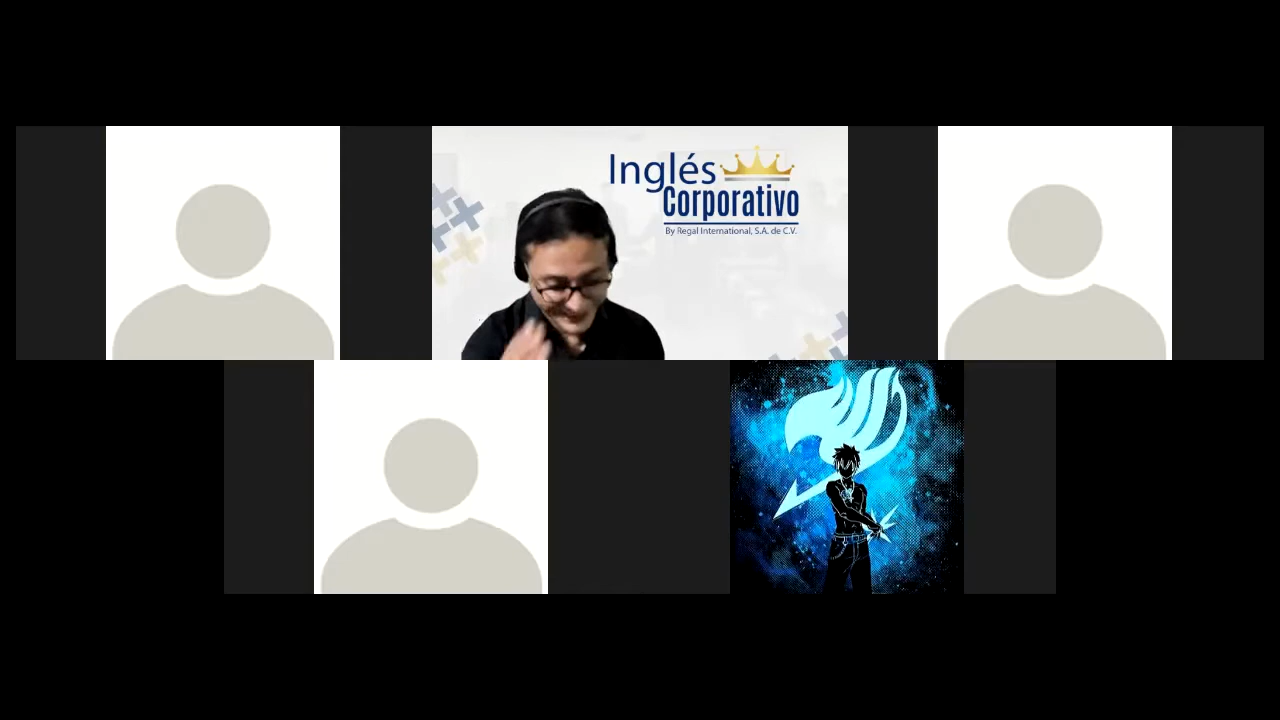 Inglés
Corporativo
By Regal International, S.A. de C.V.